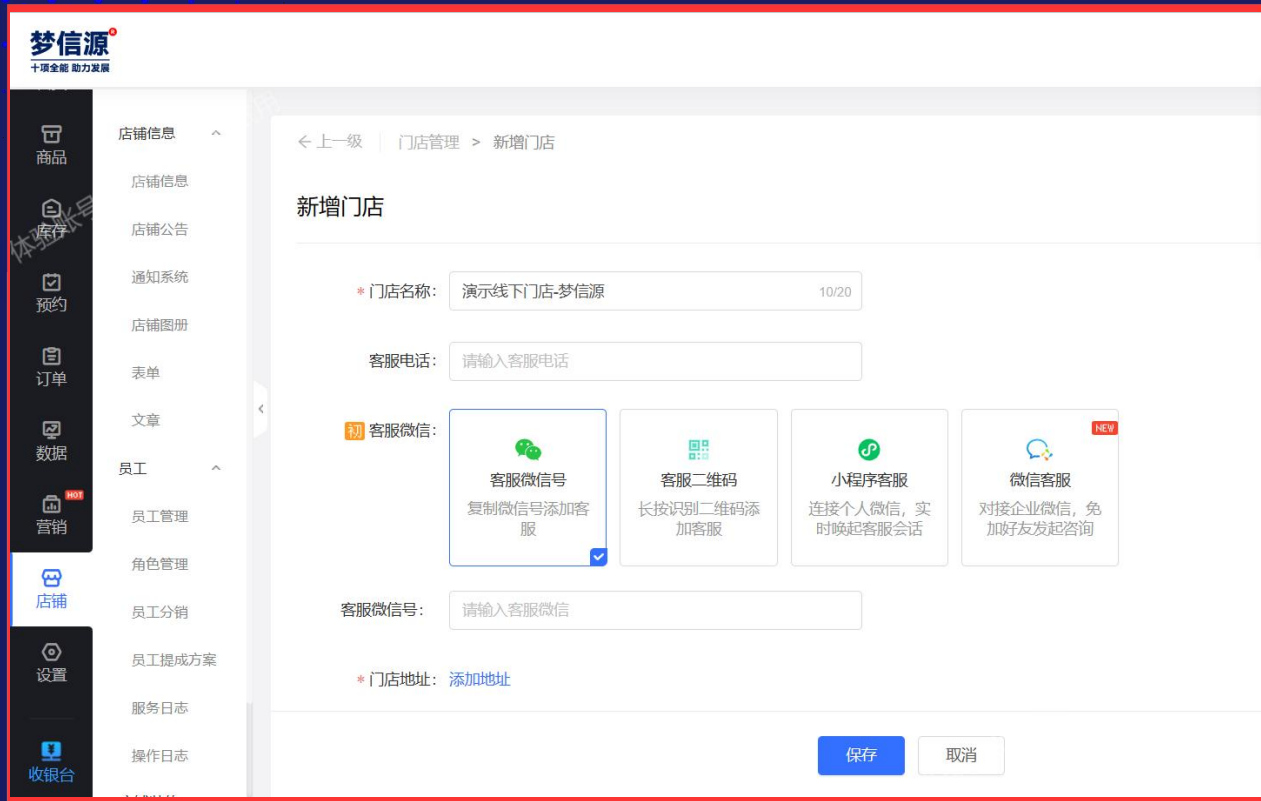 梦信源
十项全能 助力发展
商品
库存
体验账号
预约
订单
数据
HOT
营销
店铺
设置
收银台
店铺信息
店铺信息
店铺公告
通知系统
店铺图册
表单
文章
员工
员工管理
角色管理
员工分销
员工提成方案
服务日志
操作日志
上一级 门店管理 > 新增门店
新增门店
* 门店名称： 演示线下门店-梦信源 10/20
客服电话： 请输入客服电话
初 客服微信：
客服微信号
复制微信号添加客
服
客服二维码
长按识别二维码添
加客服
小程序客服
连接个人微信，实
时唤起客服会话
NEW
微信客服
对接企业微信，免
加好友发起咨询
客服微信号： 请输入客服微信
* 门店地址： 添加地址
保存 取消